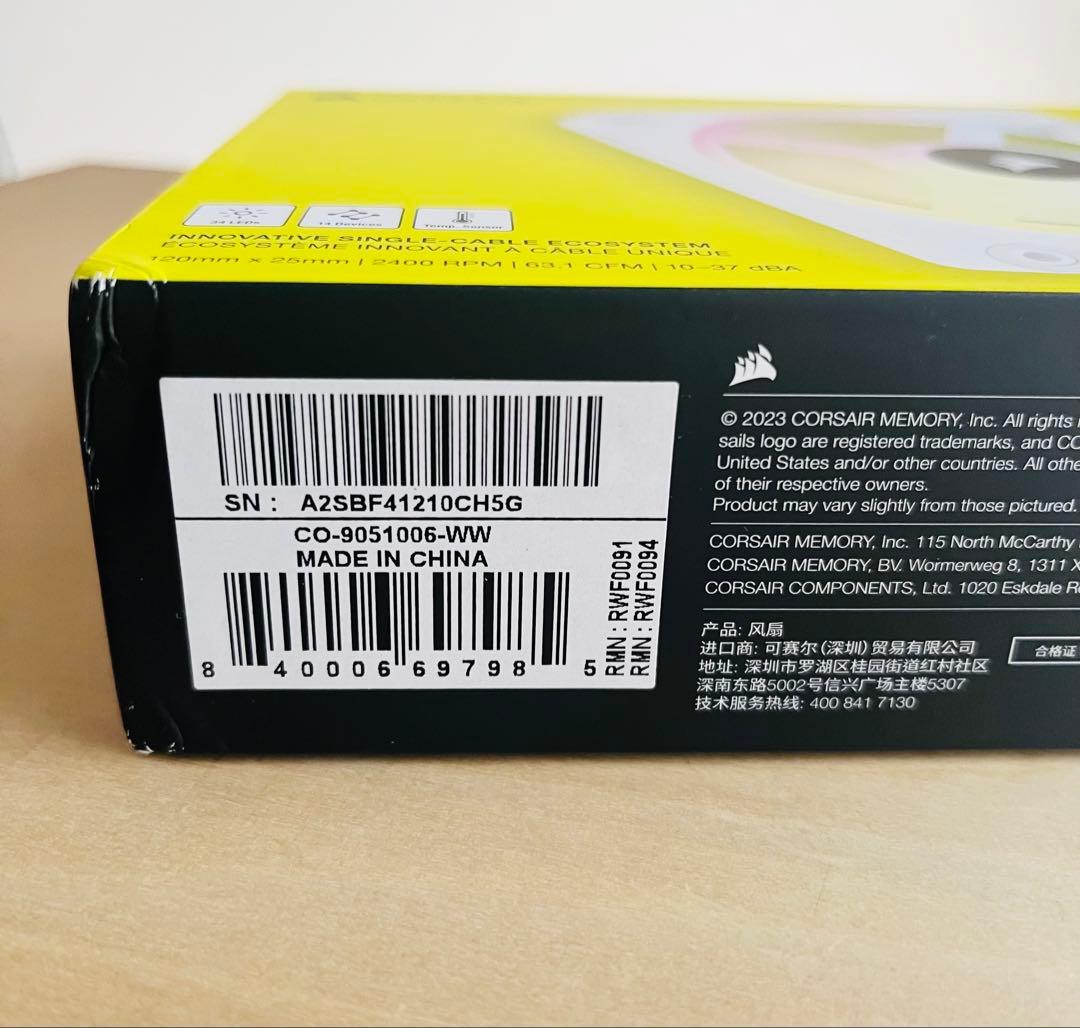 24 LEDs
14 Devices
Temp. Sensor
INNOVATIVE SINGLE-CABLE ECOSYSTEM
ÉCOSYSTÈME INNOVANT À CÂBLE UNIQUE
120mm x 25mm | 2400 RPM | 63.1 CFM | 10–37 dBA
SN : A2SBF41210CH5G
CO-9051006-WW
MADE IN CHINA
8 40006 69798 5
RMN : RWF0091
RMN : RWF0094
© 2023 CORSAIR MEMORY, Inc. All rights
sails logo are registered trademarks, and
United States and/or other countries. All
of their respective owners.
Product may vary slightly from those pictured.
CORSAIR MEMORY, Inc. 115 North McCarthy
CORSAIR MEMORY, BV. Wormerweg 8, 1311
CORSAIR COMPONENTS, Ltd. 1020 Eskdale
产品: 风扇
进口商: 可赛尔(深圳)贸易有限公司
合格证
地址: 深圳市罗湖区桂园街道红村社区
深南东路5002号信兴广场主楼5307
技术服务热线: 400 841 7130